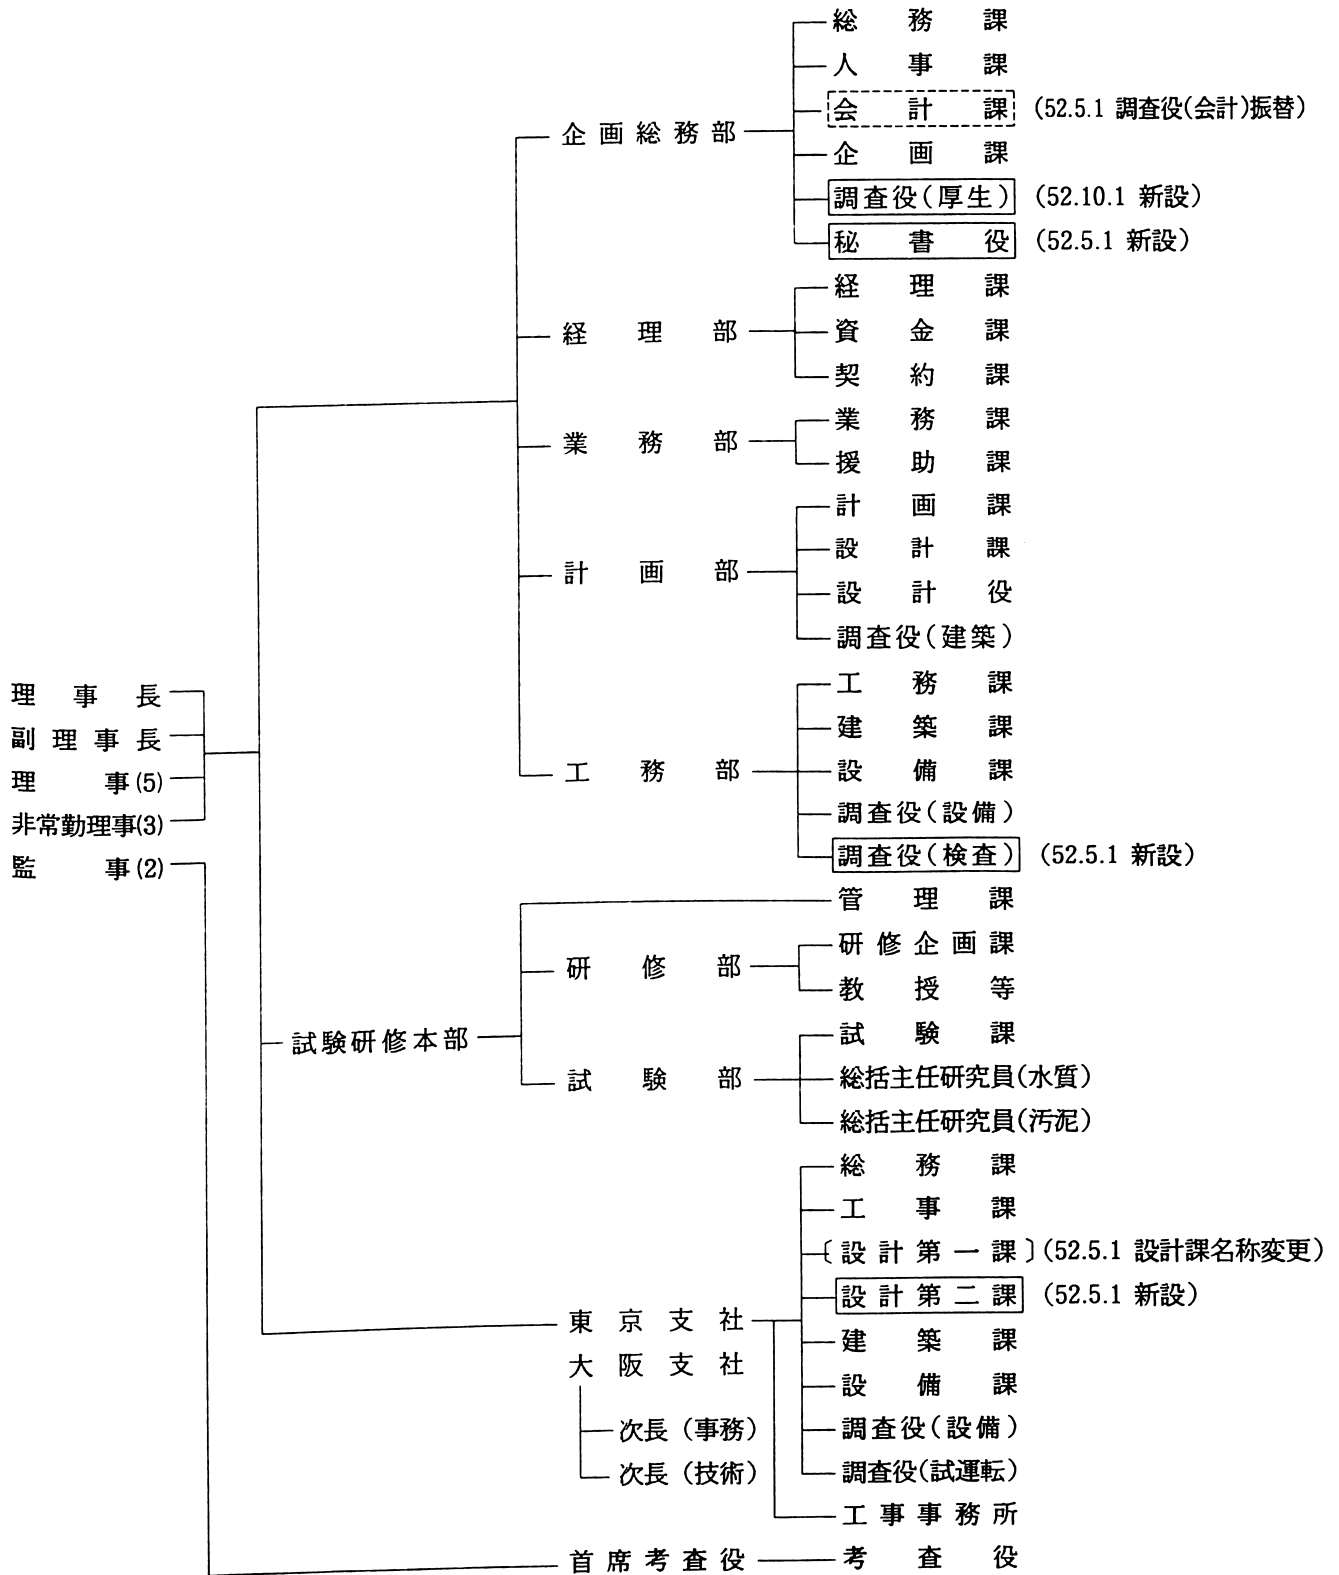 総務課
人事課
会計課 (52.5.1 調査役(会計)振替)
企画総務部
企画課
調査役(厚生) (52.10.1 新設)
秘書役 (52.5.1 新設)
経理課
経理部 資金課
契約課
業務課
業務部
援助課
計画課
設計課
計画部
設計役
調査役(建築)
工務課
理事長
建築課
副理事長
工務部 設備課
理事(5)
調査役(設備)
非常勤理事(3)
調査役(検査) (52.5.1 新設)
監事(2)
管理課
研修企画課
研修部
教授等
試験課
試験研修本部
試験部 総括主任研究員(水質)
総括主任研究員(汚泥)
総務課
工事課
〔設計第一課〕(52.5.1 設計課名称変更)
設計第二課 (52.5.1 新設)
東京支社
建築課
大阪支社
設備課
次長(事務) 調査役(設備)
次長(技術) 調査役(試運転)
工事事務所
首席考査役 考査役